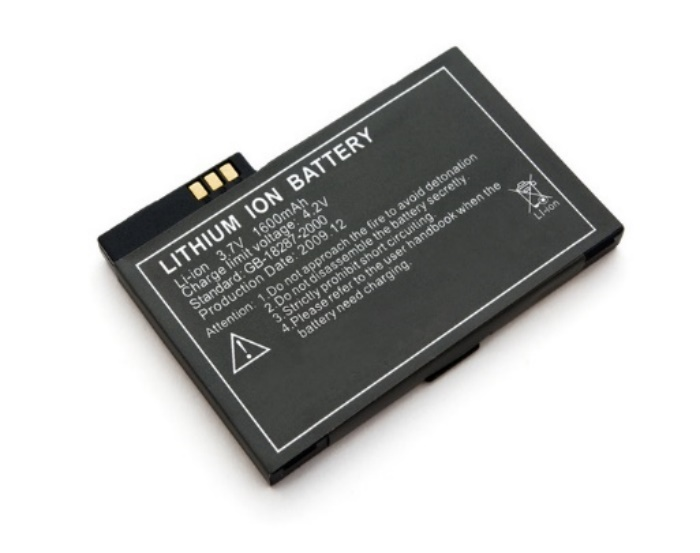 LITHIUM ION BATTERY
Li-ion 3.7V 1600mAh
Charge limit voltage: 4.2V
Standard: GB-18287-2000
Production Date: 2009.12
Attention: 1.Do not approach the fire to avoid detonation
2.Do not disassemble the battery secretly.
3.Strictly prohibit short circuiting.
4.Please refer to the user handbook when the
battery need charging.
Li-ion